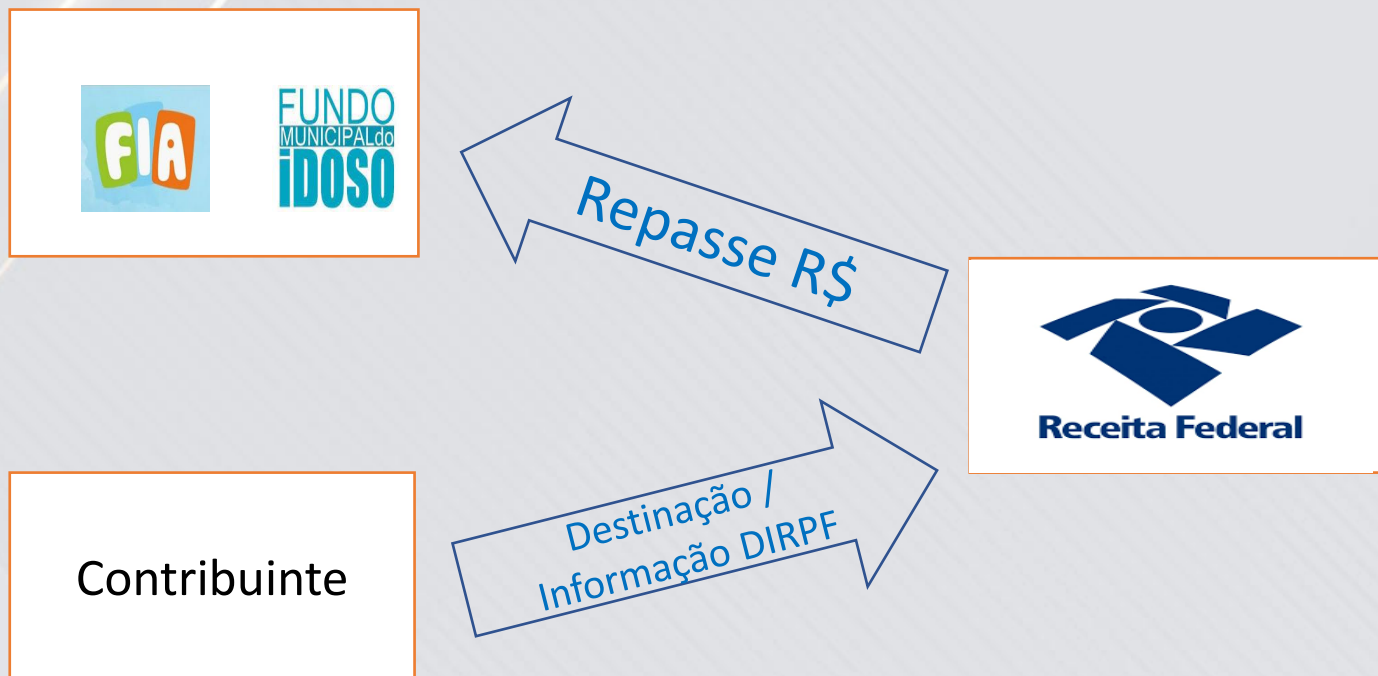 FIA
FUNDO
MUNICIPAL do
iDOSO
Repasse R$
Receita Federal
Destinação /
Informação DIRPF
Contribuinte